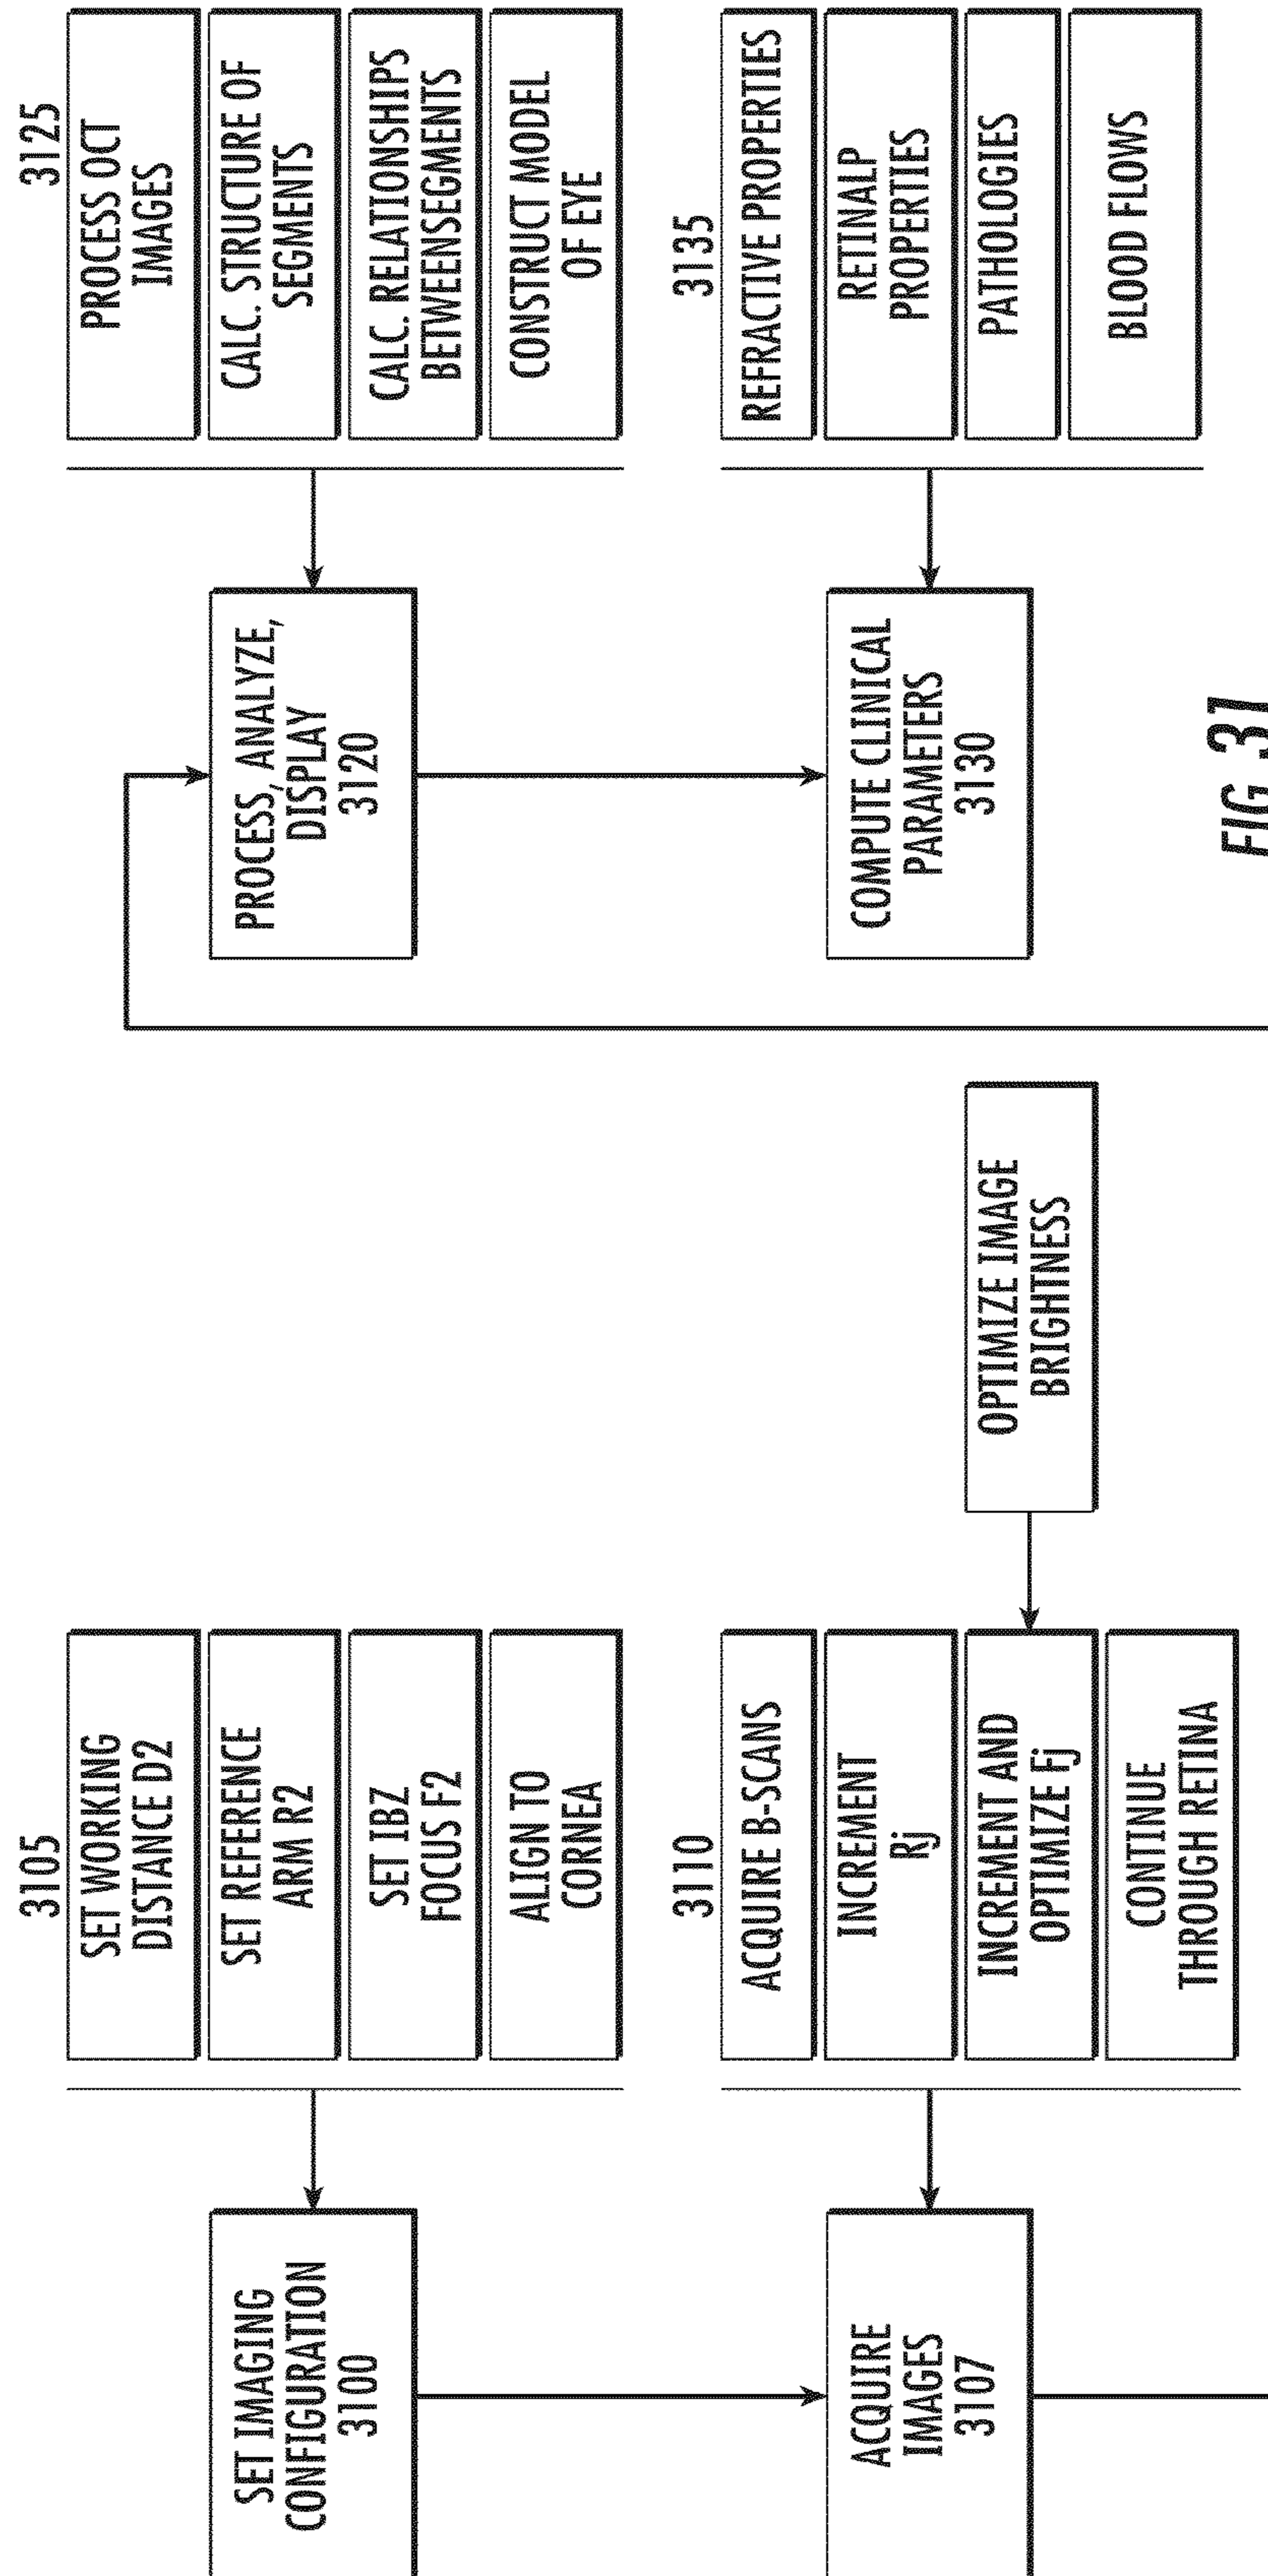 SET IMAGING
CONFIGURATION
3100
3105
SET WORKING
DISTANCE D2
SET REFERENCE
ARM R2
SET IBZ
FOCUS F2
ALIGN TO
CORNEA
ACQUIRE
IMAGES
3107
3110
ACQUIRE B-SCANS
INCREMENT
Rj
INCREMENT AND
OPTIMIZE Fj
CONTINUE
THROUGH RETINA
OPTIMIZE IMAGE
BRIGHTNESS
PROCESS, ANALYZE,
DISPLAY
3120
3125
PROCESS OCT
IMAGES
CALC. STRUCTURE OF
SEGMENTS
CALC. RELATIONSHIPS
BETWEENSEGMENTS
CONSTRUCT MODEL
OF EYE
COMPUTE CLINICAL
PARAMETERS
3130
3135
REFRACTIVE PROPERTIES
RETINALP
PROPERTIES
PATHOLOGIES
BLOOD FLOWS
FIG. 31